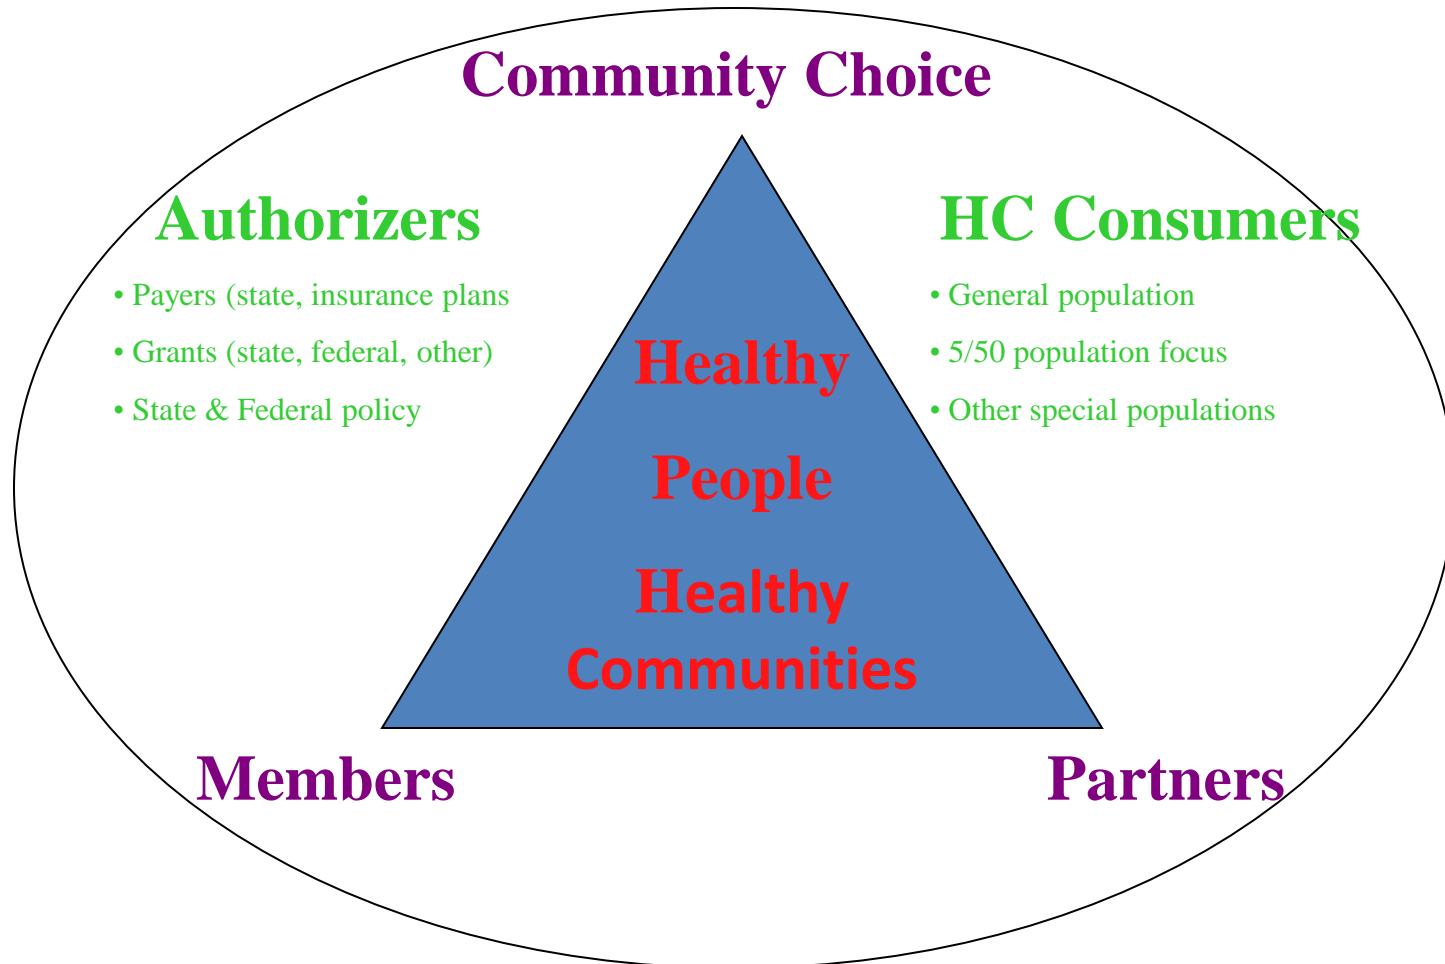 Community Choice
Authorizers
• Payers (state, insurance plans
• Grants (state, federal, other)
• State & Federal policy
HC Consumers
• General population
• 5/50 population focus
• Other special populations
Healthy
People
Healthy
Communities
Members
Partners